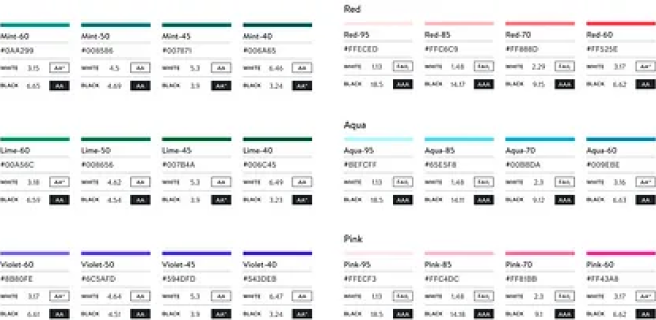 Mint-60 Mint-50 Mint-45 Mint-40
#0AA299 #008586 #007871 #006A65
WHITE 3.15 AA* WHITE 4.5 AA WHITE 5.3 AA WHITE 6.46 AA
BLACK 6.65 AA BLACK 4.69 AA BLACK 3.9 AA* BLACK 3.24 AA*
Lime-60 Lime-50 Lime-45 Lime-40
#00A56C #008656 #007B4A #006C45
WHITE 3.18 AA* WHITE 4.62 AA WHITE 5.3 AA WHITE 6.49 AA
BLACK 6.59 AA BLACK 4.54 AA BLACK 3.9 AA* BLACK 3.23 AA*
Violet-60 Violet-50 Violet-45 Violet-40
#8B80FE #6C5AFD #594DFD #543DEB
WHITE 3.17 AA* WHITE 4.64 AA WHITE 5.3 AA WHITE 6.47 AA
BLACK 6.61 AA BLACK 4.51 AA BLACK 3.9 AA* BLACK 3.24 AA*
Red
Red-95 Red-85 Red-70 Red-60
#FFECED #FFC6C9 #FF888D #FF525E
WHITE 1.13 FAIL WHITE 1.48 FAIL WHITE 2.29 FAIL WHITE 3.17 AA*
BLACK 18.5 AAA BLACK 14.17 AAA BLACK 9.15 AAA BLACK 6.62 AA
Aqua
Aqua-95 Aqua-85 Aqua-70 Aqua-60
#BEFCFF #65E5F8 #00BBDA #009EBE
WHITE 1.13 FAIL WHITE 1.48 FAIL WHITE 2.3 FAIL WHITE 3.16 AA*
BLACK 18.5 AAA BLACK 14.11 AAA BLACK 9.12 AAA BLACK 6.63 AA
Pink
Pink-95 Pink-85 Pink-70 Pink-60
#FFECF3 #FFC4DC #FF81BB #FF43A8
WHITE 1.13 FAIL WHITE 1.48 FAIL WHITE 2.3 FAIL WHITE 3.17 AA*
BLACK 18.5 AAA BLACK 14.18 AAA BLACK 9.1 AAA BLACK 6.62 AA